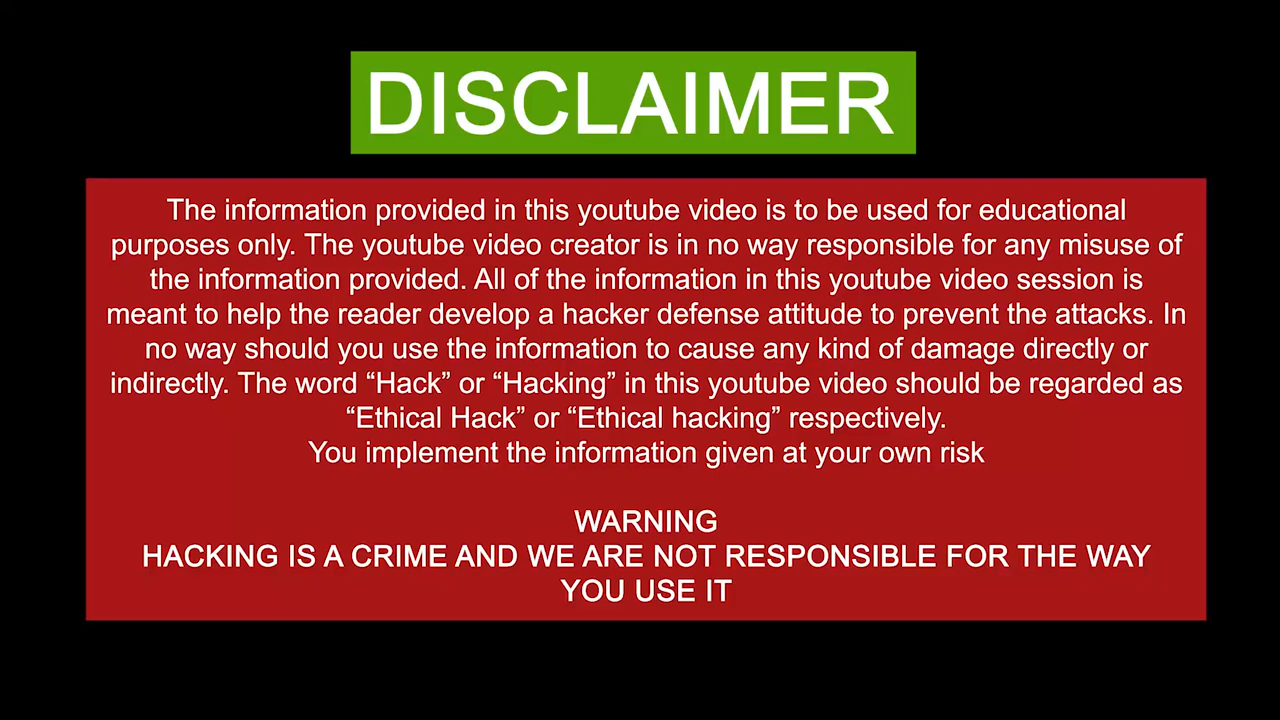 DISCLAIMER
The information provided in this youtube video is to be used for educational
purposes only. The youtube video creator is in no way responsible for any misuse of
the information provided. All of the information in this youtube video session is
meant to help the reader develop a hacker defense attitude to prevent the attacks. In
no way should you use the information to cause any kind of damage directly or
indirectly. The word “Hack” or “Hacking” in this youtube video should be regarded as
“Ethical Hack” or “Ethical hacking” respectively.
You implement the information given at your own risk
WARNING
HACKING IS A CRIME AND WE ARE NOT RESPONSIBLE FOR THE WAY
YOU USE IT